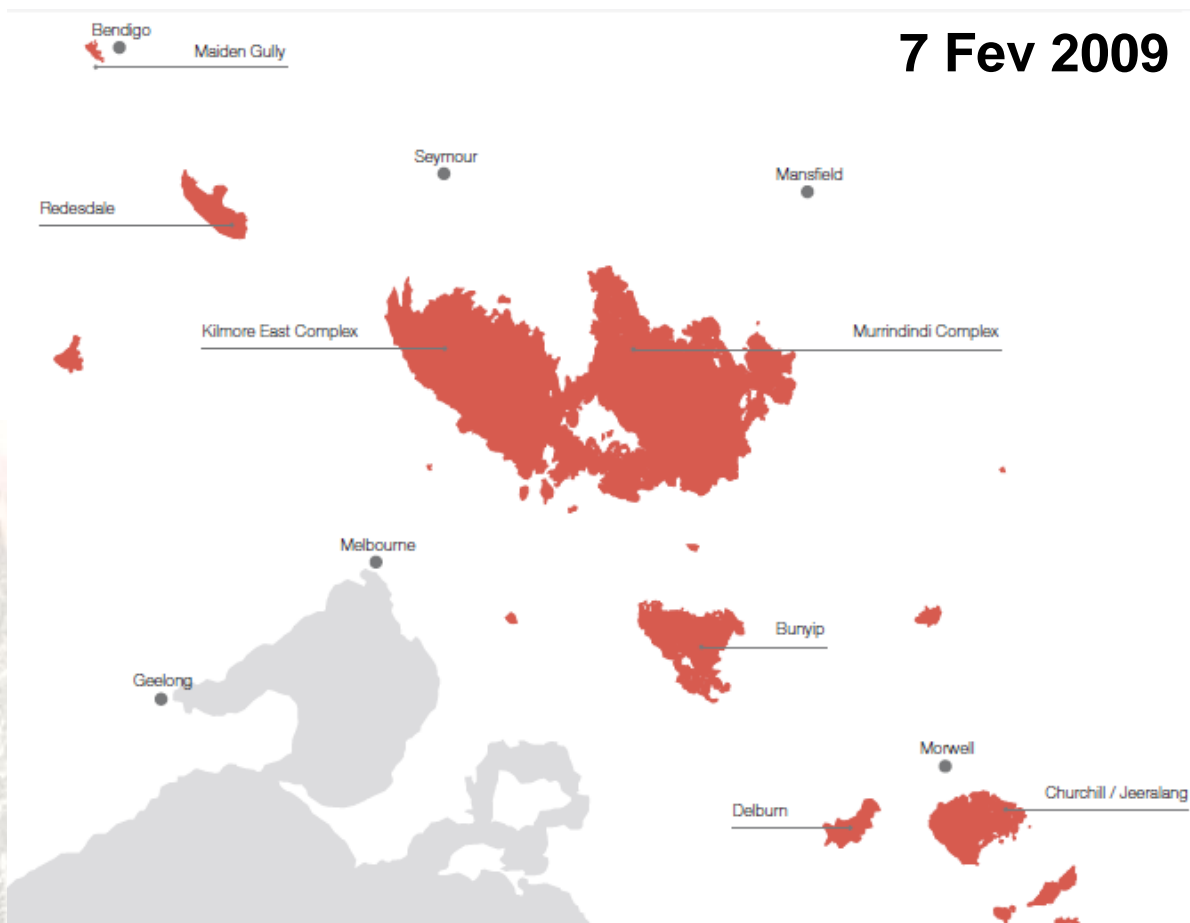 Bendigo
7 Fev 2009
Maiden Gully
Seymour
Mansfield
Redesdale
Kilmore East Complex
Murrindindi Complex
Melbourne
Bunyip
Geelong
Morwell
Churchill / Jeeralang
Delburn